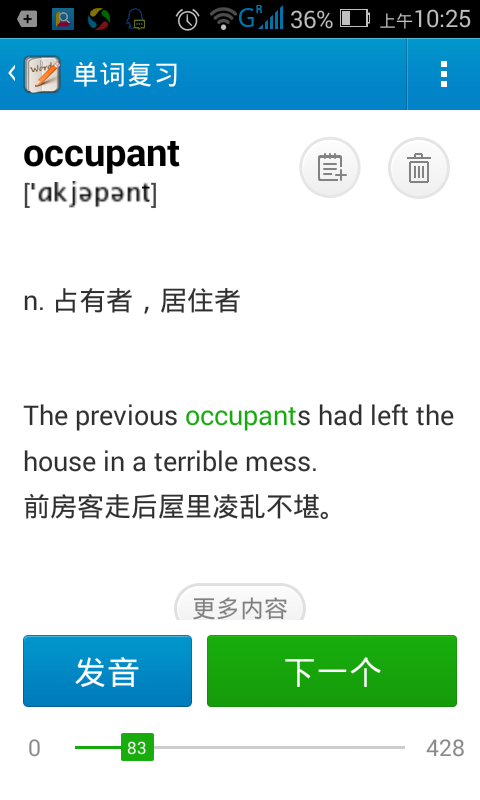 G R 36% 上午10:25
单词复习
occupant
['ɑkjəpənt]
n. 占有者，居住者
The previous occupants had left the
house in a terrible mess.
前房客走后屋里凌乱不堪。
更多内容
发音 下一个
0 83 428